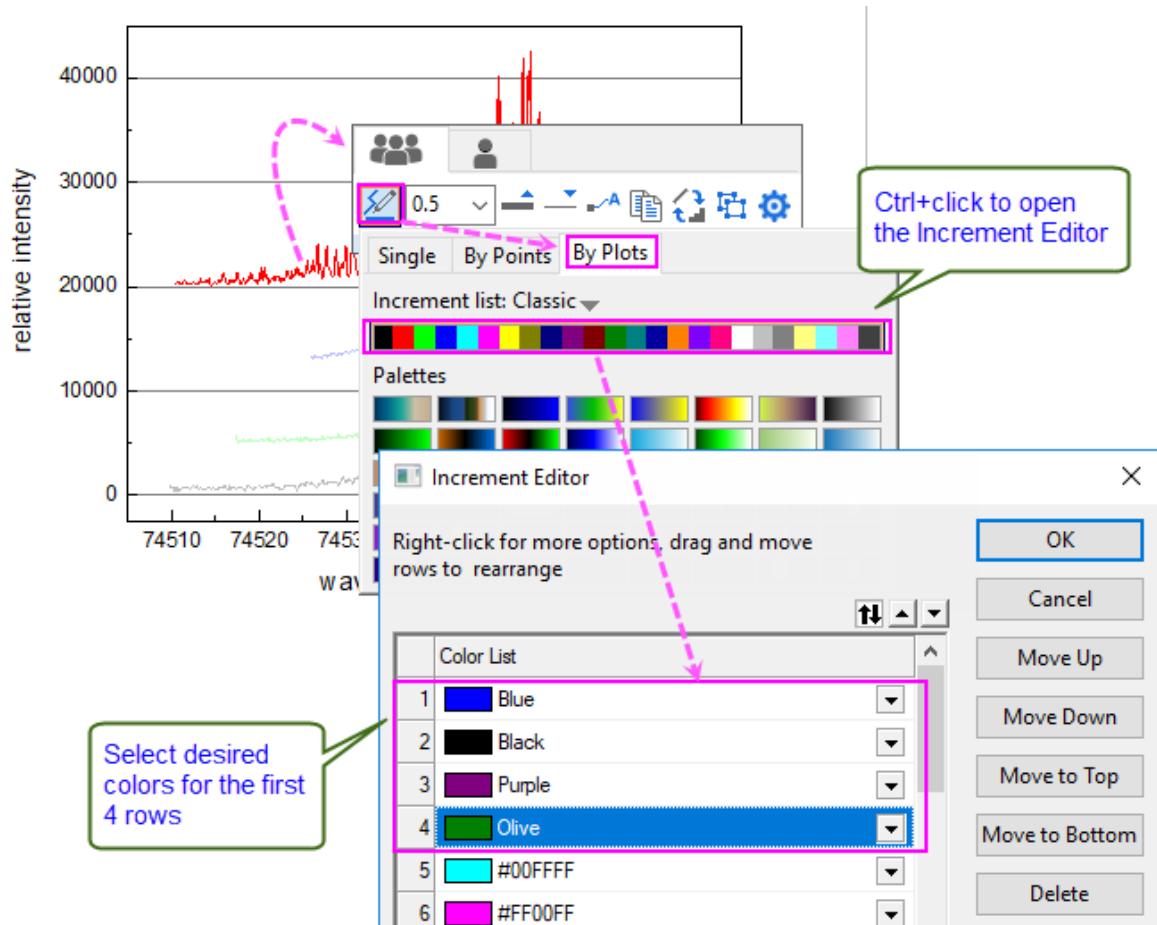 40000
30000
20000
10000
0
relative intensity
74510 74520 7453
wav
0.5
A
Single By Points By Plots
Increment list: Classic
Palettes
Ctrl+click to open
the Increment Editor
Increment Editor
Right-click for more options, drag and move
rows to rearrange
Color List
1 Blue
2 Black
3 Purple
4 Olive
5 #00FFFF
6 #FF00FF
OK
Cancel
Move Up
Move Down
Move to Top
Move to Bottom
Delete
Select desired
colors for the first
4 rows